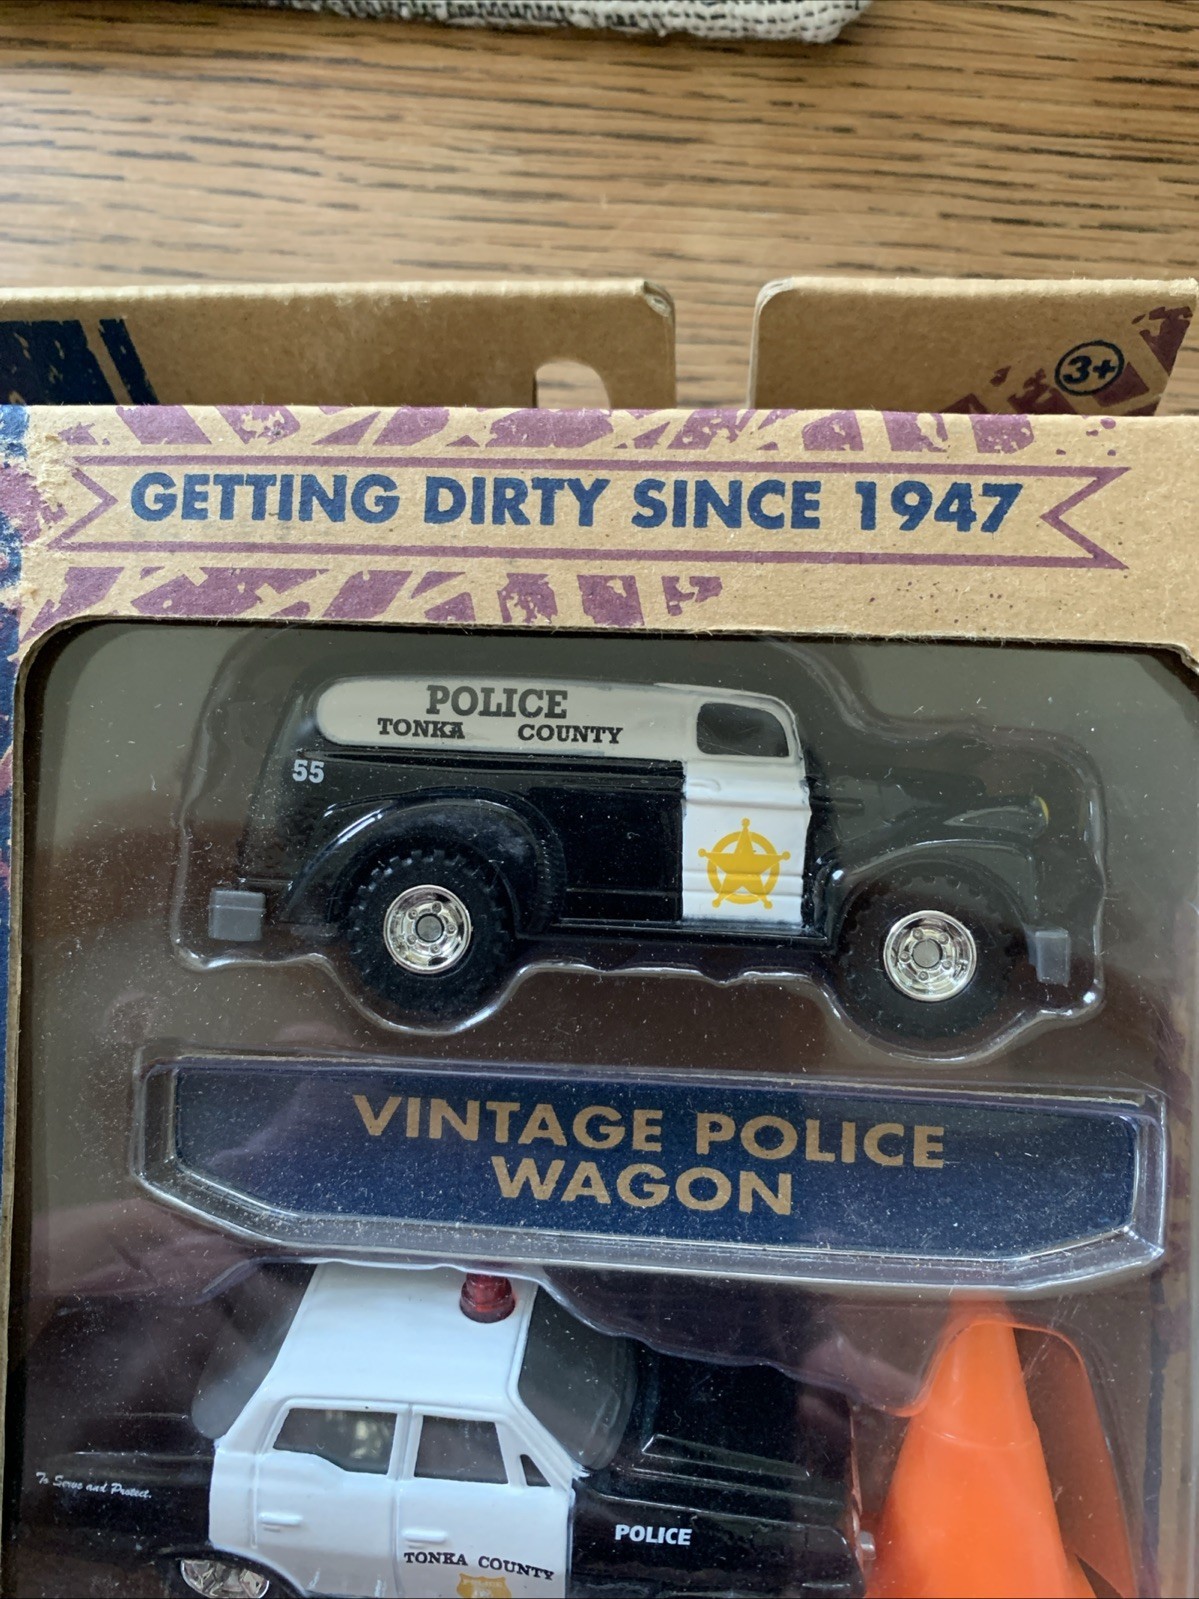 3+
GETTING DIRTY SINCE 1947
POLICE
TONKA COUNTY
55
VINTAGE POLICE
WAGON
To Serve and Protect.
POLICE
TONKA COUNTY